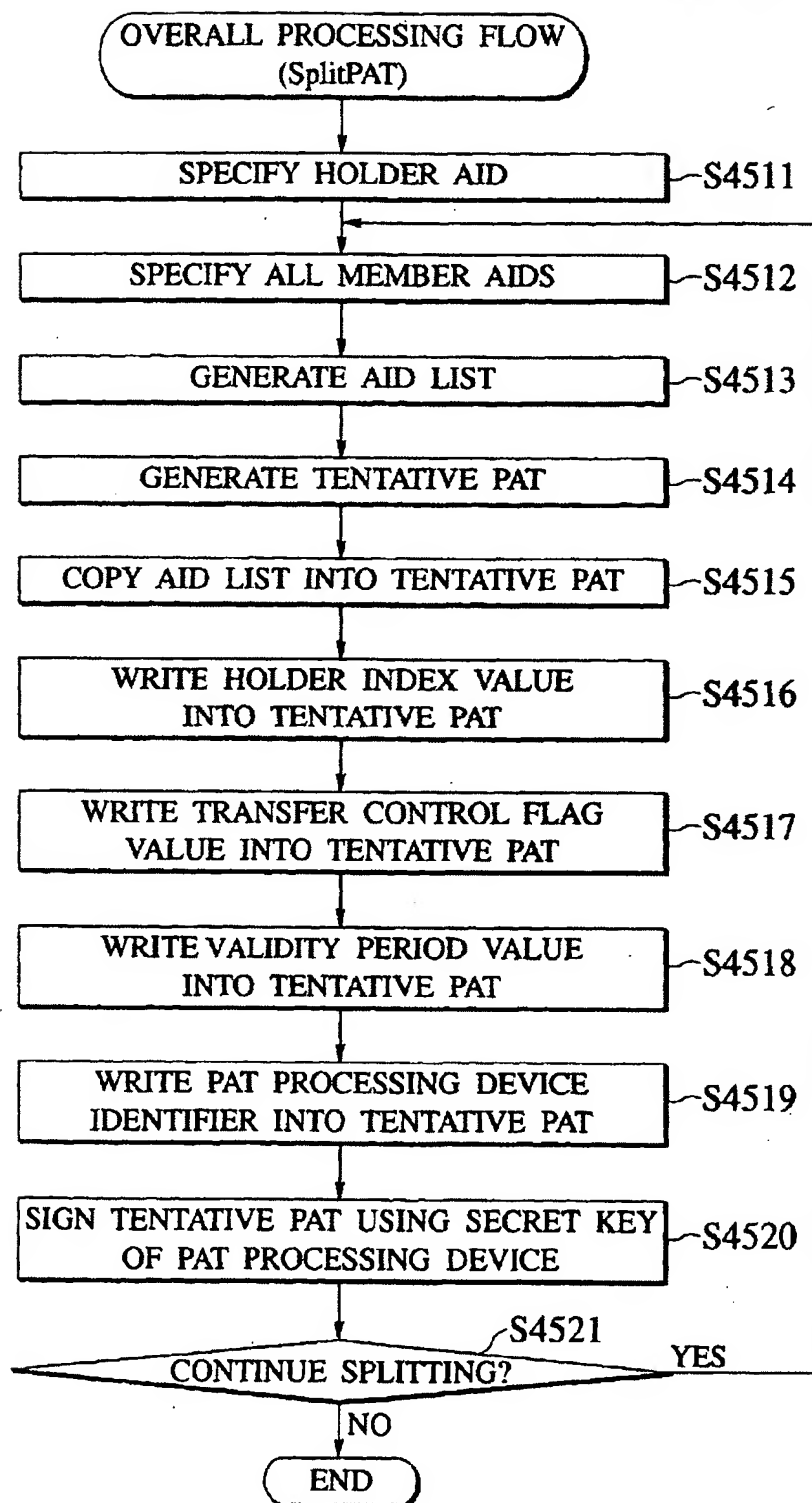 OVERALL PROCESSING FLOW
(SplitPAT)
SPECIFY HOLDER AID
S4511
SPECIFY ALL MEMBER AIDS
S4512
GENERATE AID LIST
S4513
GENERATE TENTATIVE PAT
S4514
COPY AID LIST INTO TENTATIVE PAT
S4515
WRITE HOLDER INDEX VALUE
INTO TENTATIVE PAT
S4516
WRITE TRANSFER CONTROL FLAG
VALUE INTO TENTATIVE PAT
S4517
WRITE VALIDITY PERIOD VALUE
INTO TENTATIVE PAT
S4518
WRITE PAT PROCESSING DEVICE
IDENTIFIER INTO TENTATIVE PAT
S4519
SIGN TENTATIVE PAT USING SECRET KEY
OF PAT PROCESSING DEVICE
S4520
S4521
CONTINUE SPLITTING?
YES
NO
END